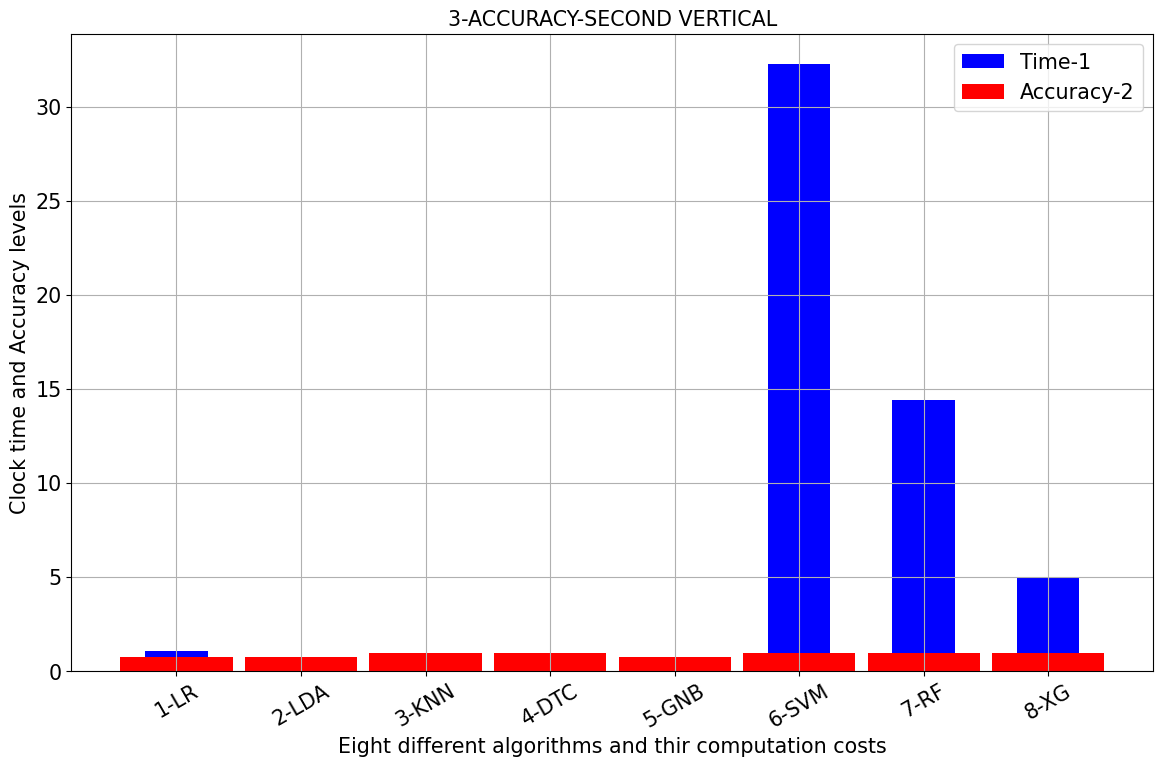 3-ACCURACY-SECOND VERTICAL
Time-1
Accuracy-2
Clock time and Accuracy levels
30
25
20
15
10
5
0
1-LR
2-LDA
3-KNN
4-DTC
5-GNB
6-SVM
7-RF
8-XG
Eight different algorithms and thir computation costs